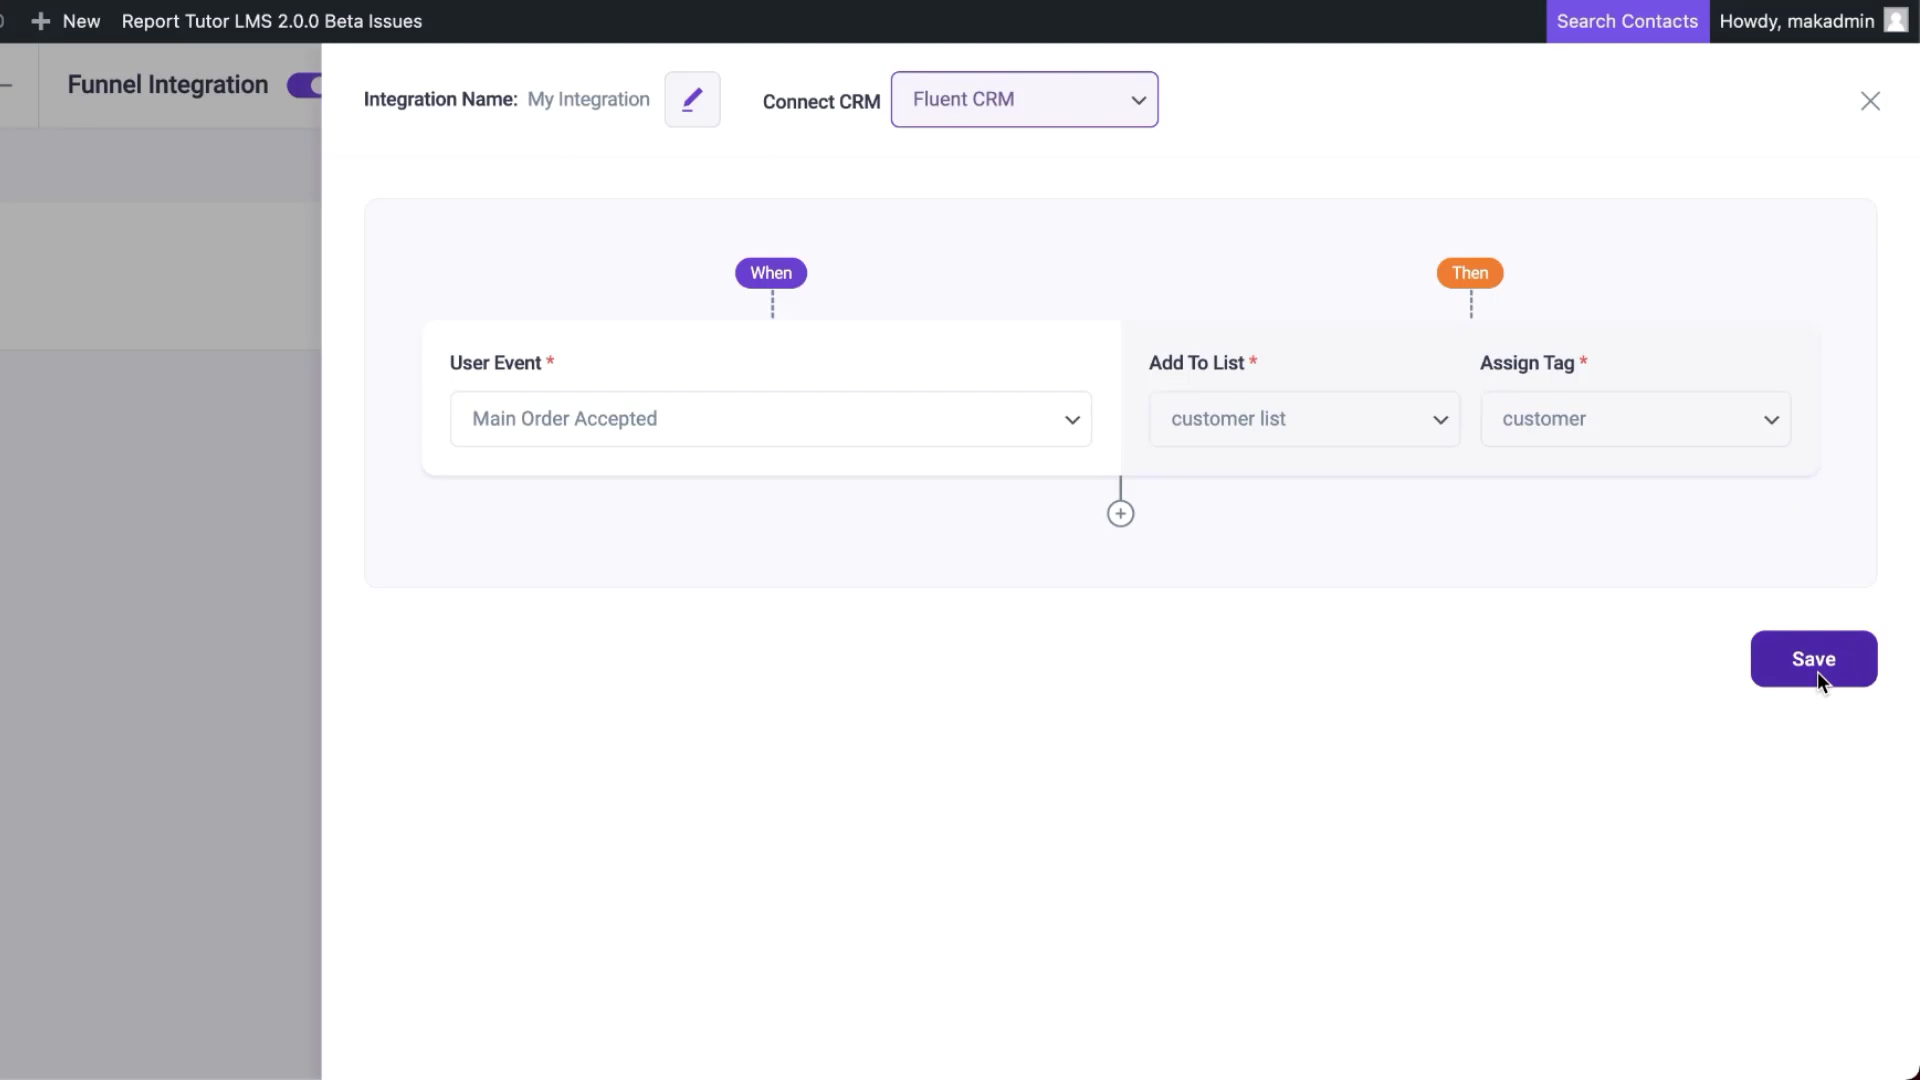 New Report Tutor LMS 2.0.0 Beta Issues Search Contacts Howdy, makadmin
Funnel Integration
Integration Name: My Integration Connect CRM Fluent CRM
When Then
User Event * Add To List * Assign Tag *
Main Order Accepted customer list customer
Save